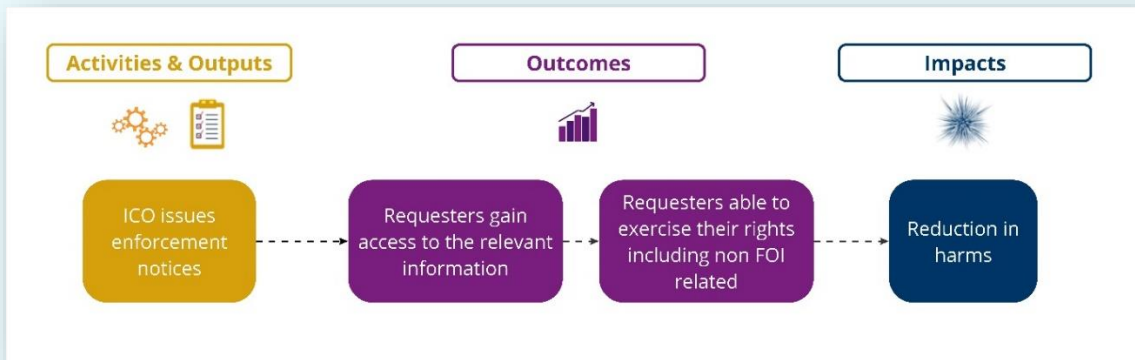 Activities & Outputs
Outcomes
Impacts
ICO issues
enforcement
notices
Requesters gain
access to the relevant
information
Requesters able to
exercise their rights
including non FOI
related
Reduction in
harms